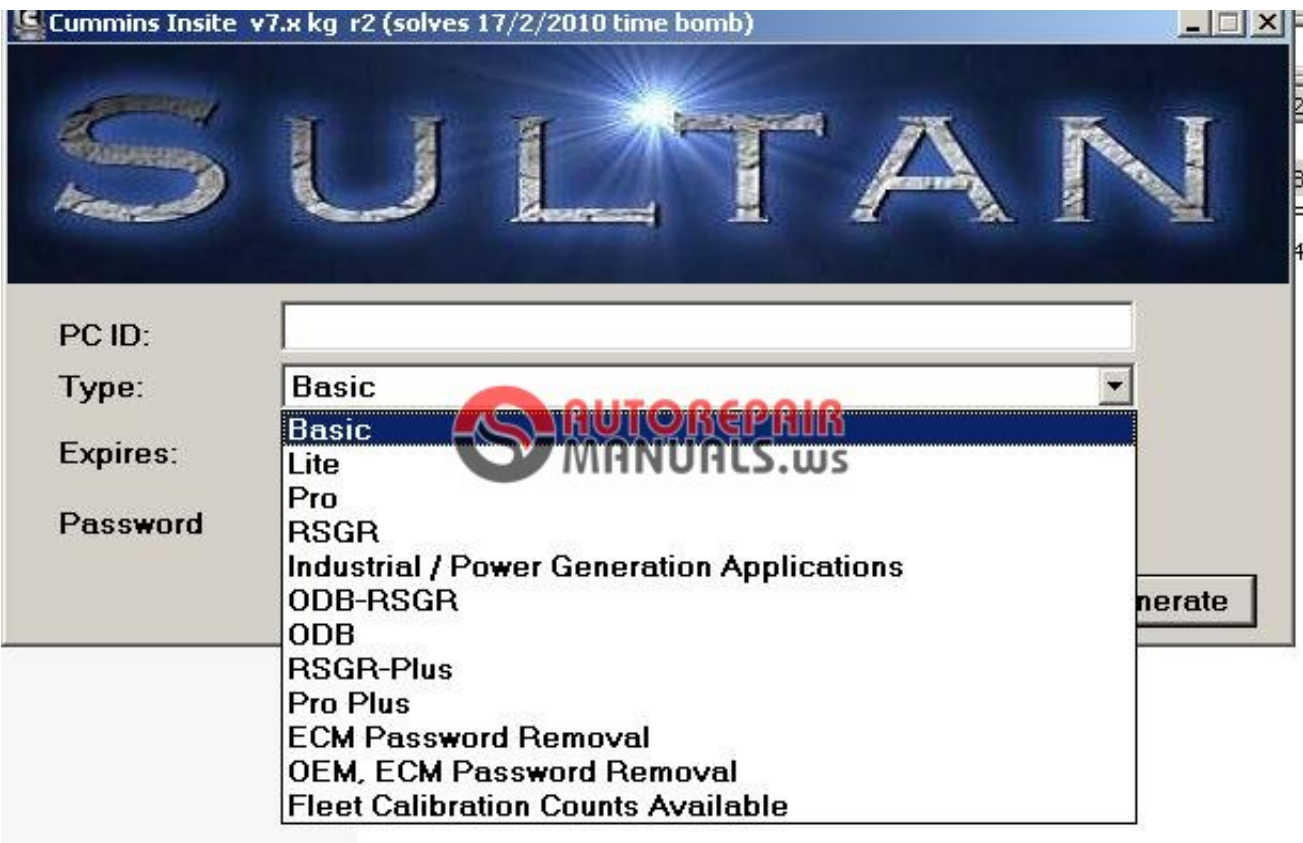 Cummins Insite v7.x kg r2 (solves 17/2/2010 time bomb)
SULTAN
PC ID:
Type: Basic
Basic
Lite
Expires:
Pro
RSGR
Password
Industrial / Power Generation Applications
ODB-RSGR
nerate
ODB
RSGR-Plus
Pro Plus
ECM Password Removal
OEM, ECM Password Removal
Fleet Calibration Counts Available
AUTOREPAIR
MANUALS.ws